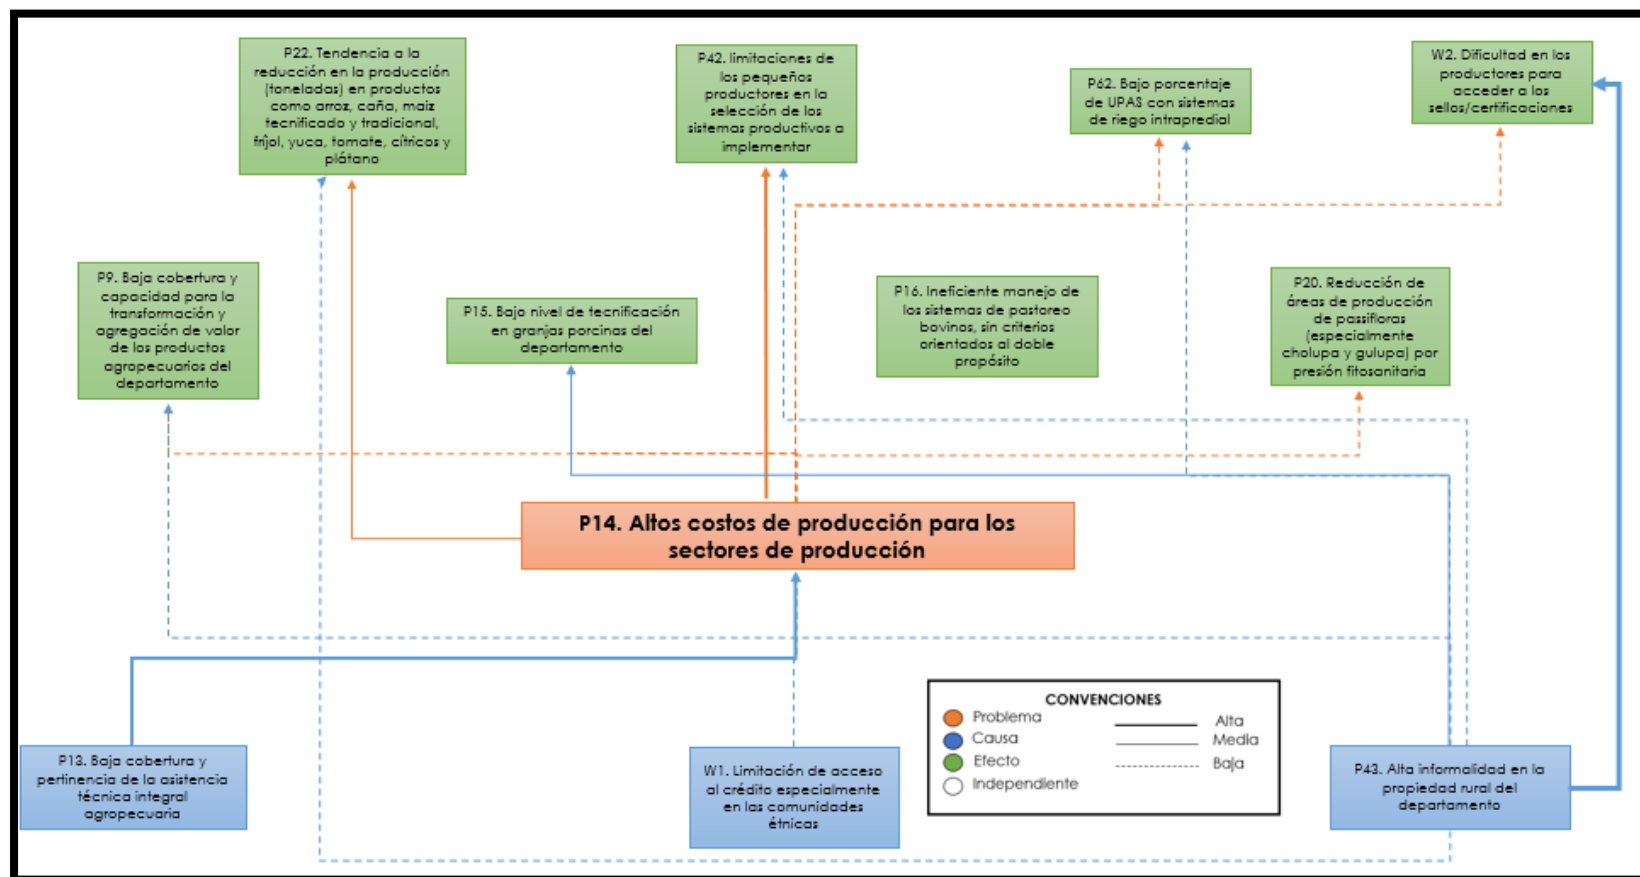 P22. Tendencia a la
reducción en la producción
(toneladas) en productos
como arroz, caña, maiz
tecnificado y tradicional,
fríjol, yuca, tomate, cítricos y
plátano
P42. limitaciones de
los pequeños
productores en la
selección de los
sistemas productivos a
implementar
P62. Bajo porcentaje
de UPAS con sistemas
de riego intrapredial
W2. Dificultad en los
productores para
acceder a los
sellos/certificaciones
P9. Baja cobertura y
capacidad para la
transformación y
agregación de valor
de los productos
agropecuarios del
departamento
P15. Bajo nivel de tecnificación
en granjas porcinas del
departamento
P16. Ineficiente manejo de
los sistemas de pastoreo
bovinos, sin criterios
orientados al doble
propósito
P20. Reducción de
áreas de producción
de passifloras
(especialmente
cholupa y gulupa) por
presión fitosanitaria
P14. Altos costos de producción para los
sectores de producción
P13. Baja cobertura y
pertinencia de la asistencia
técnica integral
agropecuaria
W1. Limitación de acceso
al crédito especialmente
en las comunidades
étnicas
CONVENCIONES
Problema
Causa
Efecto
Independiente
Alta
Media
Baja
P43. Alta informalidad en la
propiedad rural del
departamento